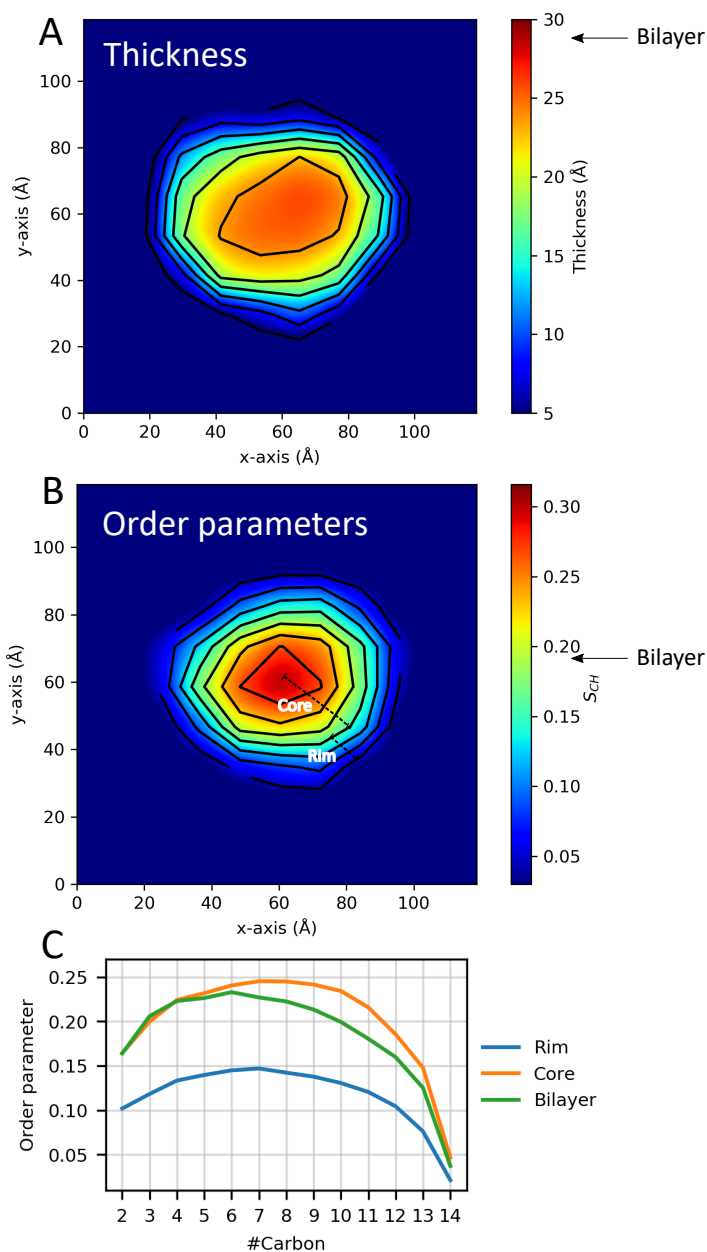 A
Thickness
Bilayer
30
25
20
15
10
5
Thickness (Å)
100
80
60
40
20
0
y-axis (Å)
0 20 40 60 80 100
x-axis (Å)
B
Order parameters
Core
Rim
Bilayer
0.30
0.25
0.20
0.15
0.10
0.05
S_CH
100
80
60
40
20
0
y-axis (Å)
0 20 40 60 80 100
x-axis (Å)
C
0.25
0.20
0.15
0.10
0.05
Order parameter
2 3 4 5 6 7 8 9 10 11 12 13 14
#Carbon
Rim
Core
Bilayer